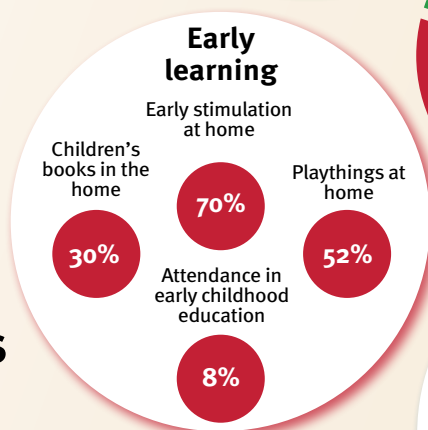 Early
learning
Early stimulation
at home
70%
Children’s
books in the
home
30%
Playthings at
home
52%
Attendance in
early childhood
education
8%
s